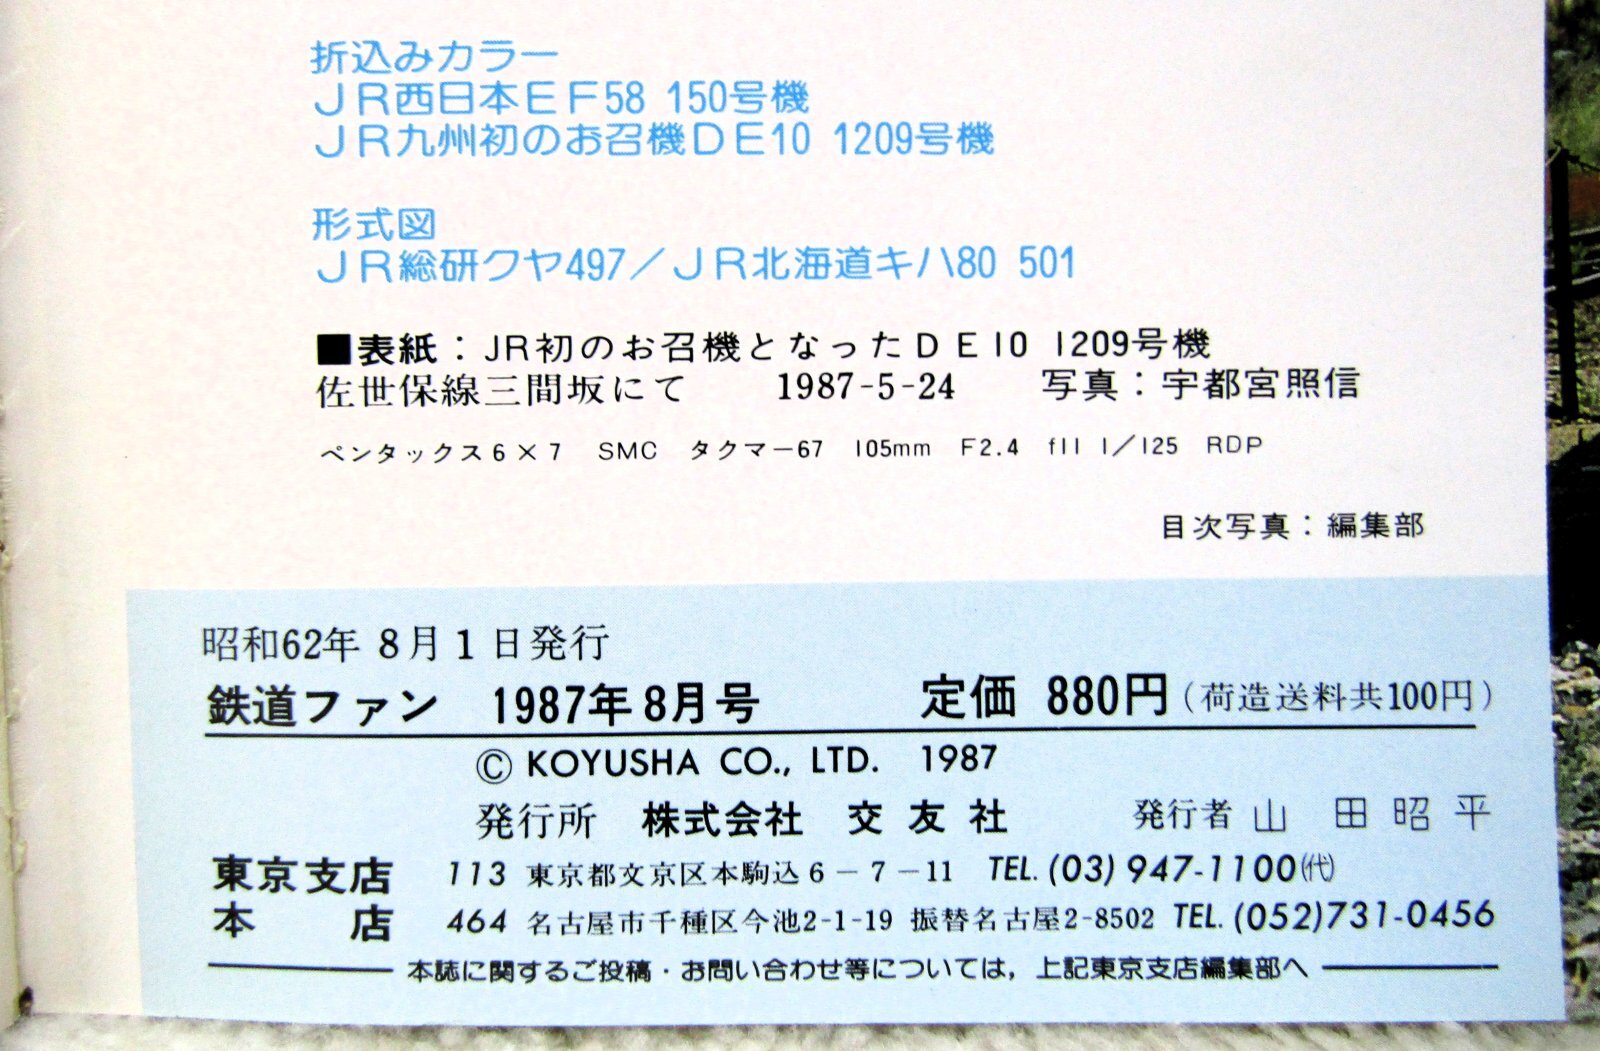 折込みカラー
JR西日本EF58 150号機
JR九州初のお召機DE10 1209号機
形式図
JR総研クヤ497／JR北海道キハ80 501
■表紙：JR初のお召機となったDE10 1209号機
佐世保線三間坂にて 1987-5-24 写真：宇都宮照信
ペンタックス6×7 SMC タクマー67 105mm F2.4 f11 1/125 RDP
目次写真：編集部
昭和62年8月1日発行
鉄道ファン 1987年8月号 定価 880円（荷造送料共100円）
© KOYUSHA CO., LTD. 1987
発行所 株式会社 交友社 発行者 山田昭平
東京支店 113 東京都文京区本駒込6-7-11 TEL.(03)947-1100㈹
本店 464 名古屋市千種区今池2-1-19 振替名古屋2-8502 TEL.(052)731-0456
本誌に関するご投稿・お問い合わせ等については，上記東京支店編集部へ